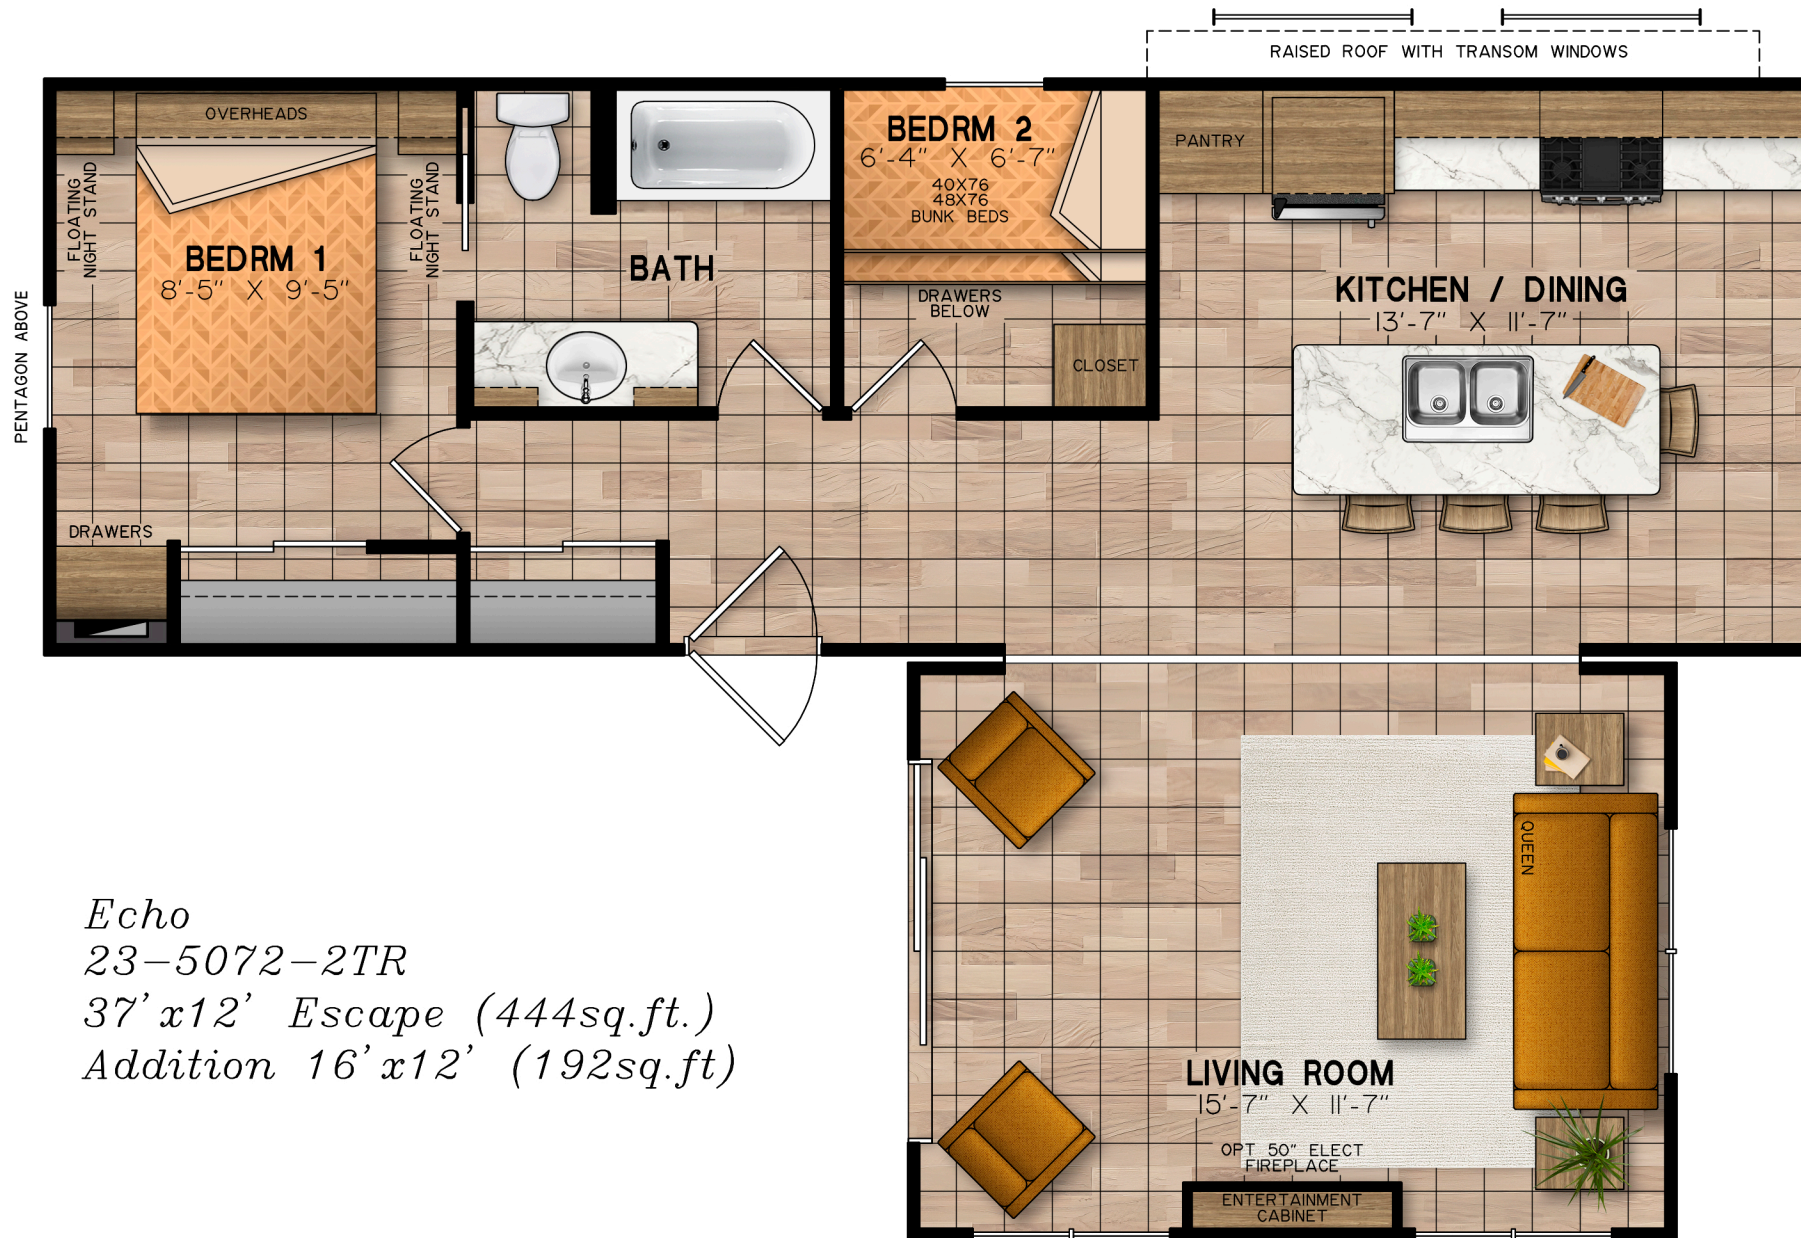 RAISED ROOF WITH TRANSOM WINDOWS
OVERHEADS
FLOATING
NIGHT STAND
FLOATING
NIGHT STAND
BEDRM 1
8'-5" X 9'-5"
PENTAGON ABOVE
DRAWERS
BATH
BEDRM 2
6'-4" X 6'-7"
40X76
48X76
BUNK BEDS
DRAWERS
BELOW
CLOSET
PANTRY
KITCHEN / DINING
13'-7" X 11'-7"
QUEEN
LIVING ROOM
15'-7" X 11'-7"
OPT 50" ELECT
FIREPLACE
ENTERTAINMENT
CABINET
Echo
23-5072-2TR
37'x12' Escape (444sq.ft.)
Addition 16'x12' (192sq.ft)